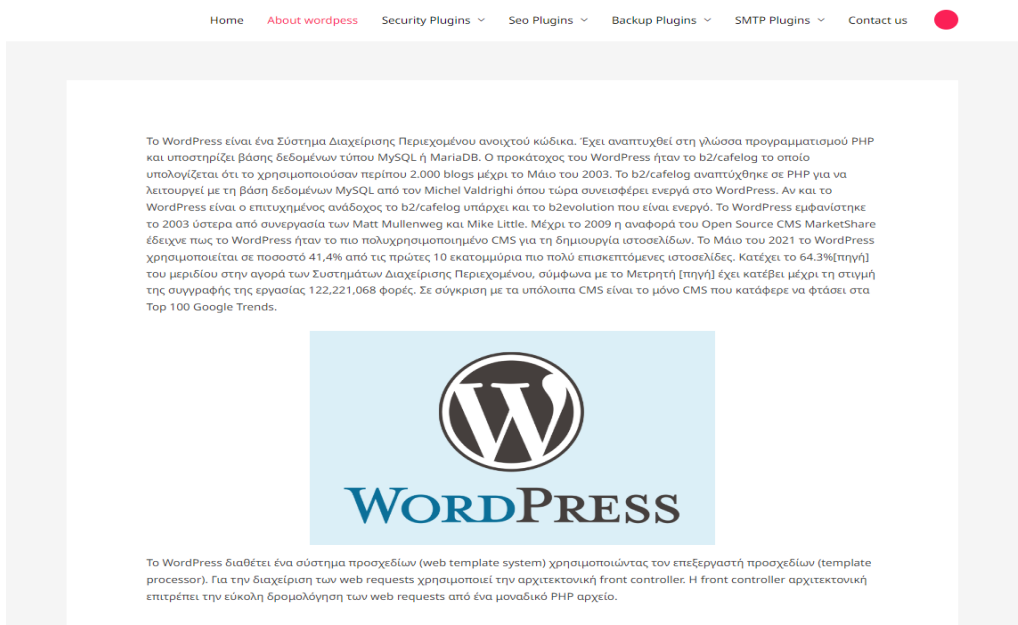 Home About wordpess Security Plugins Seo Plugins Backup Plugins SMTP Plugins Contact us
Το WordPress είναι ένα Σύστημα Διαχείρισης Περιεχομένου ανοιχτού κώδικα. Έχει αναπτυχθεί στη γλώσσα προγραμματισμού PHP
και υποστηρίζει βάσης δεδομένων τύπου MySQL ή MariaDB. Ο προκάτοχος του WordPress ήταν το b2/cafelog το οποίο
υπολογίζεται ότι το χρησιμοποιούσαν περίπου 2.000 blogs μέχρι το Μάιο του 2003. Το b2/cafelog αναπτύχθηκε σε PHP για να
λειτουργεί με τη βάση δεδομένων MySQL από τον Michel Valdrighi όπου τώρα συνεισφέρει ενεργά στο WordPress. Αν και το
WordPress είναι ο επιτυχημένος ανάδοχος το b2/cafelog υπάρχει και το b2evolution που είναι ενεργό. Το WordPress εμφανίστηκε
το 2003 ύστερα από συνεργασία των Matt Mullenweg και Mike Little. Μέχρι το 2009 η αναφορά του Open Source CMS MarketShare
έδειχνε πως το WordPress ήταν το πιο πολυχρησιμοποιημένο CMS για τη δημιουργία ιστοσελίδων. Το Μάιο του 2021 το WordPress
χρησιμοποιείται σε ποσοστό 41,4% από τις πρώτες 10 εκατομμύρια πιο πολύ επισκεπτόμενες ιστοσελίδες. Κατέχει το 64.3%[πηγή]
του μεριδίου στην αγορά των Συστημάτων Διαχείρισης Περιεχομένου, σύμφωνα με το Μετρητή [πηγή] έχει κατέβει μέχρι τη στιγμή
της συγγραφής της εργασίας 122,221,068 φορές. Σε σύγκριση με τα υπόλοιπα CMS είναι το μόνο CMS που κατάφερε να φτάσει στα
Top 100 Google Trends.
WORDPRESS
Το WordPress διαθέτει ένα σύστημα προσχεδίων (web template system) χρησιμοποιώντας τον επεξεργαστή προσχεδίων (template
processor). Για την διαχείριση των web requests χρησιμοποιεί την αρχιτεκτονική front controller. Η front controller αρχιτεκτονική
επιτρέπει την εύκολη δρομολόγηση των web requests από ένα μοναδικό PHP αρχείο.